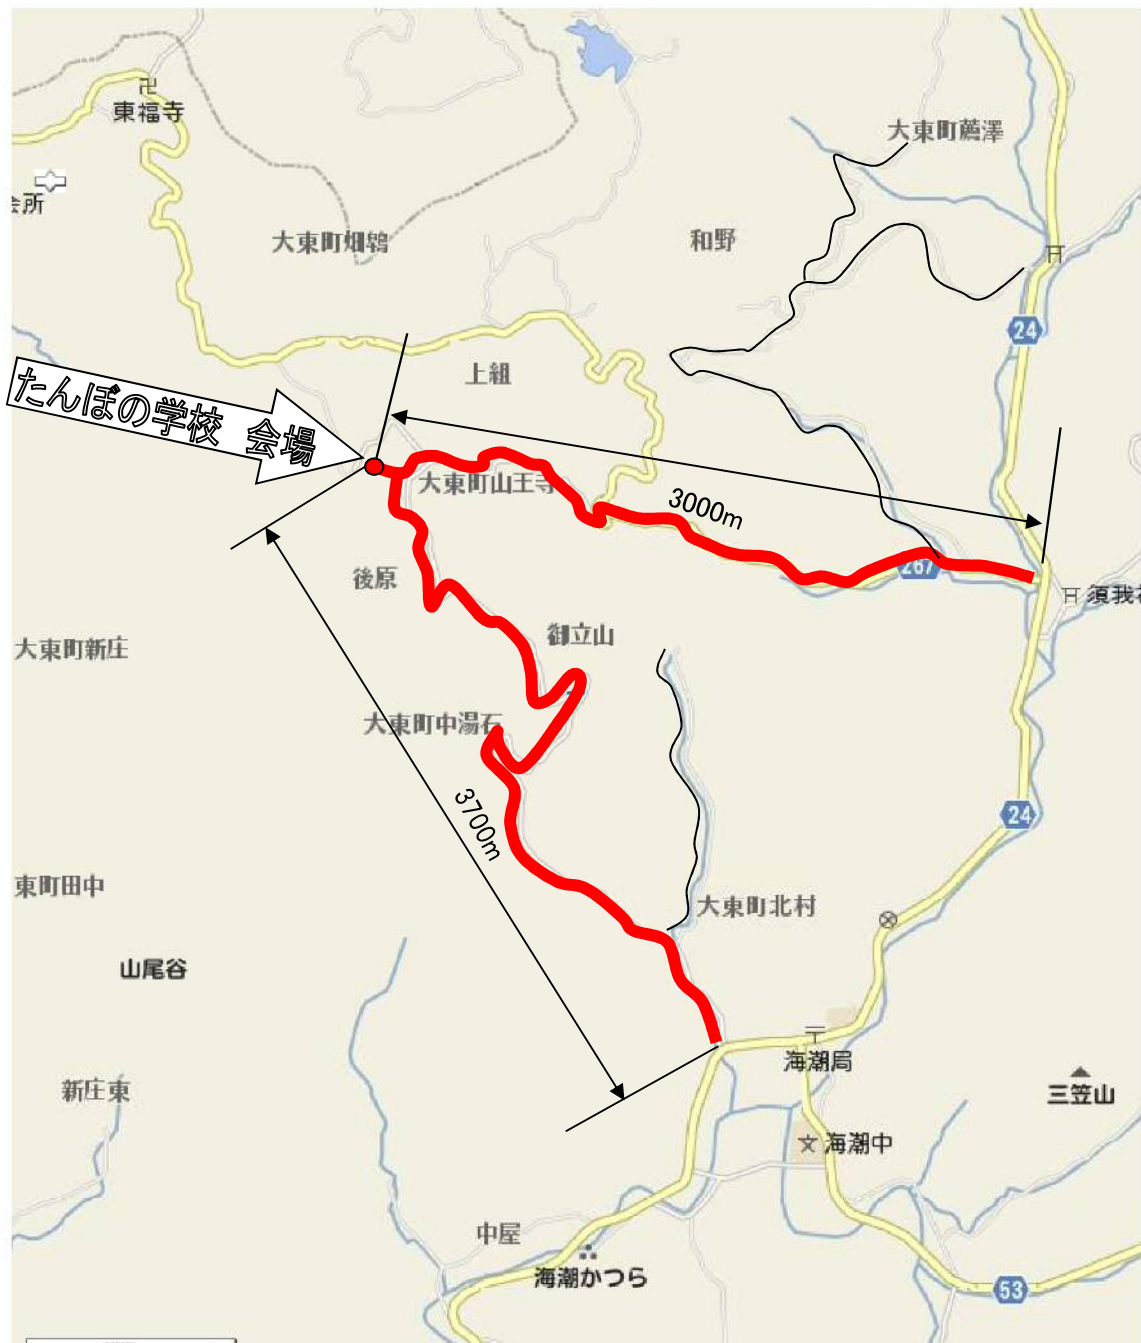 東福寺
会所
大東町薦澤
大東町畑鵯
和野
24
上組
たんぼの学校 会場
大東町山王寺
3000m
267
後原
須我神
大東町新庄
御立山
大東町中湯石
3700m
24
東町田中
大東町北村
山尾谷
海潮局
新庄東
三笠山
文 海潮中
中屋
海潮かつら
53